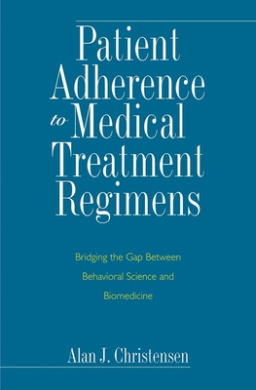 Patient
Adherence
to Medical
Treatment
Regimens
Bridging the Gap Between
Behavioral Science and
Biomedicine
Alan J. Christensen